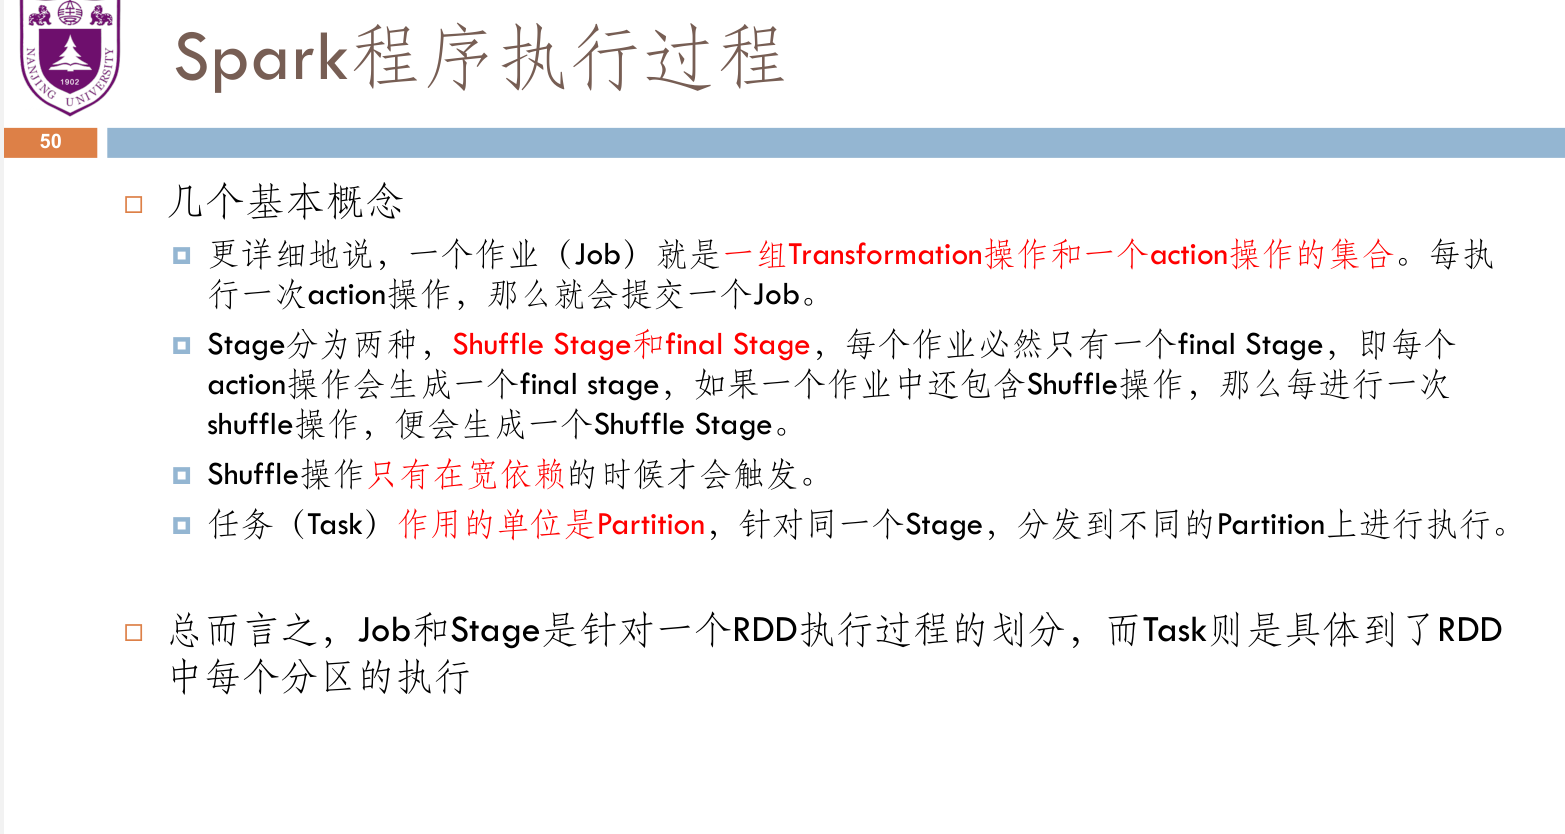 NANJING UNIVERSITY
1902
Spark程序执行过程
50
几个基本概念
更详细地说，一个作业（Job）就是一组Transformation操作和一个action操作的集合。每执
行一次action操作，那么就会提交一个Job。
Stage分为两种，Shuffle Stage和final Stage，每个作业必然只有一个final Stage，即每个
action操作会生成一个final stage，如果一个作业中还包含Shuffle操作，那么每进行一次
shuffle操作，便会生成一个Shuffle Stage。
Shuffle操作只有在宽依赖的时候才会触发。
任务（Task）作用的单位是Partition，针对同一个Stage，分发到不同的Partition上进行执行。
总而言之，Job和Stage是针对一个RDD执行过程的划分，而Task则是具体到了RDD
中每个分区的执行